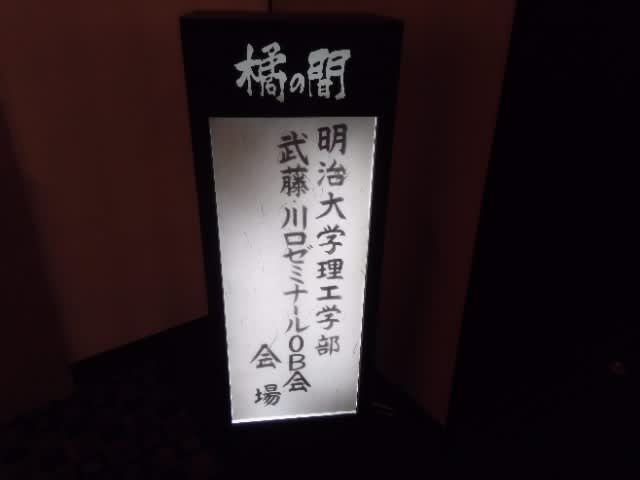 橘の間
明治大学理工学部
武藤・川口ゼミナールOB会
会場